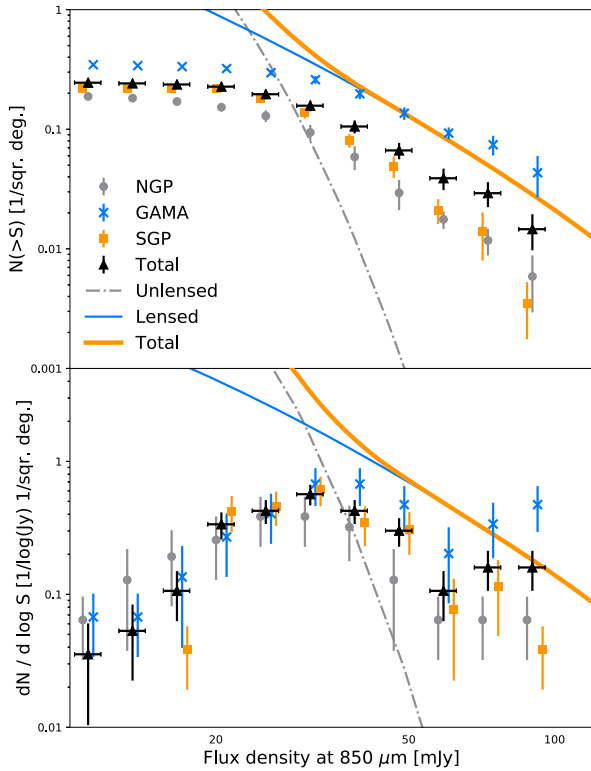 1
0.1
0.01
0.001
N(>S) [1/sqr. deg.]
NGP
GAMA
SGP
Total
Unlensed
Lensed
Total
1
0.1
0.01
dN / d log S [1/log(Jy) 1/sqr. deg.]
20
50
100
Flux density at 850 μm [mJy]